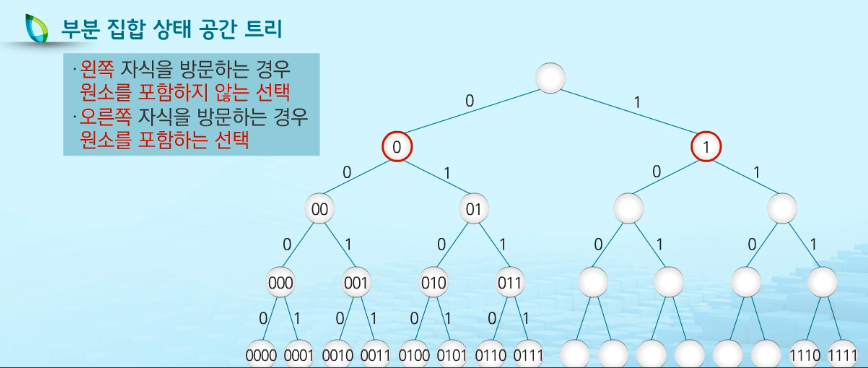 부분 집합 상태 공간 트리
· 왼쪽 자식을 방문하는 경우
원소를 포함하지 않는 선택
· 오른쪽 자식을 방문하는 경우
원소를 포함하는 선택
0 1
0 1
0 1 0 1
00 01
0 1 0 1 0 1 0 1
000 001 010 011
0 1 0 1 0 1 0 1
0000 0001 0010 0011 0100 0101 0110 0111 1110 1111